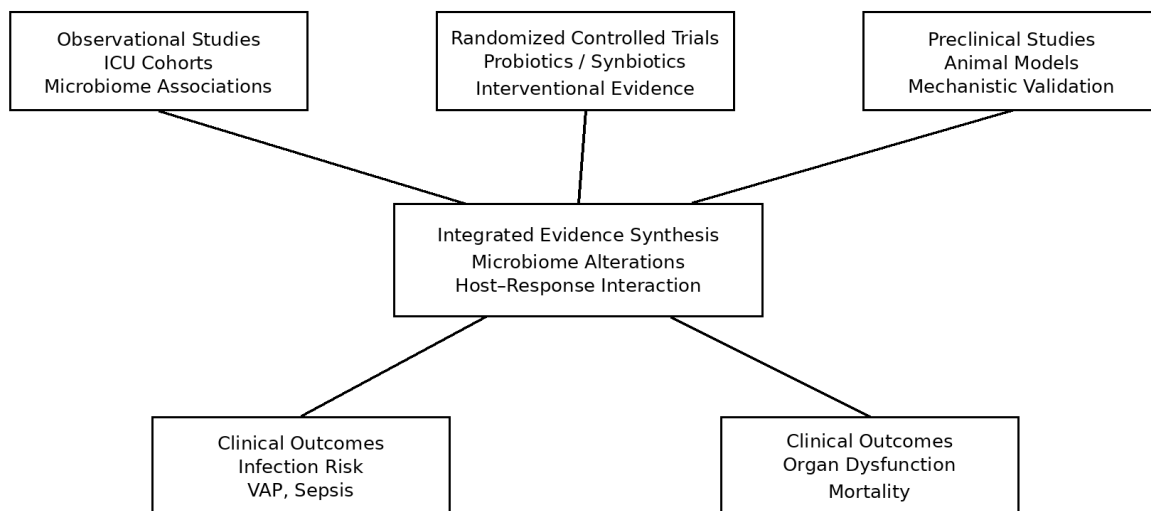 Observational Studies
ICU Cohorts
Microbiome Associations
Randomized Controlled Trials
Probiotics / Synbiotics
Interventional Evidence
Preclinical Studies
Animal Models
Mechanistic Validation
Integrated Evidence Synthesis
Microbiome Alterations
Host–Response Interaction
Clinical Outcomes
Infection Risk
VAP, Sepsis
Clinical Outcomes
Organ Dysfunction
Mortality